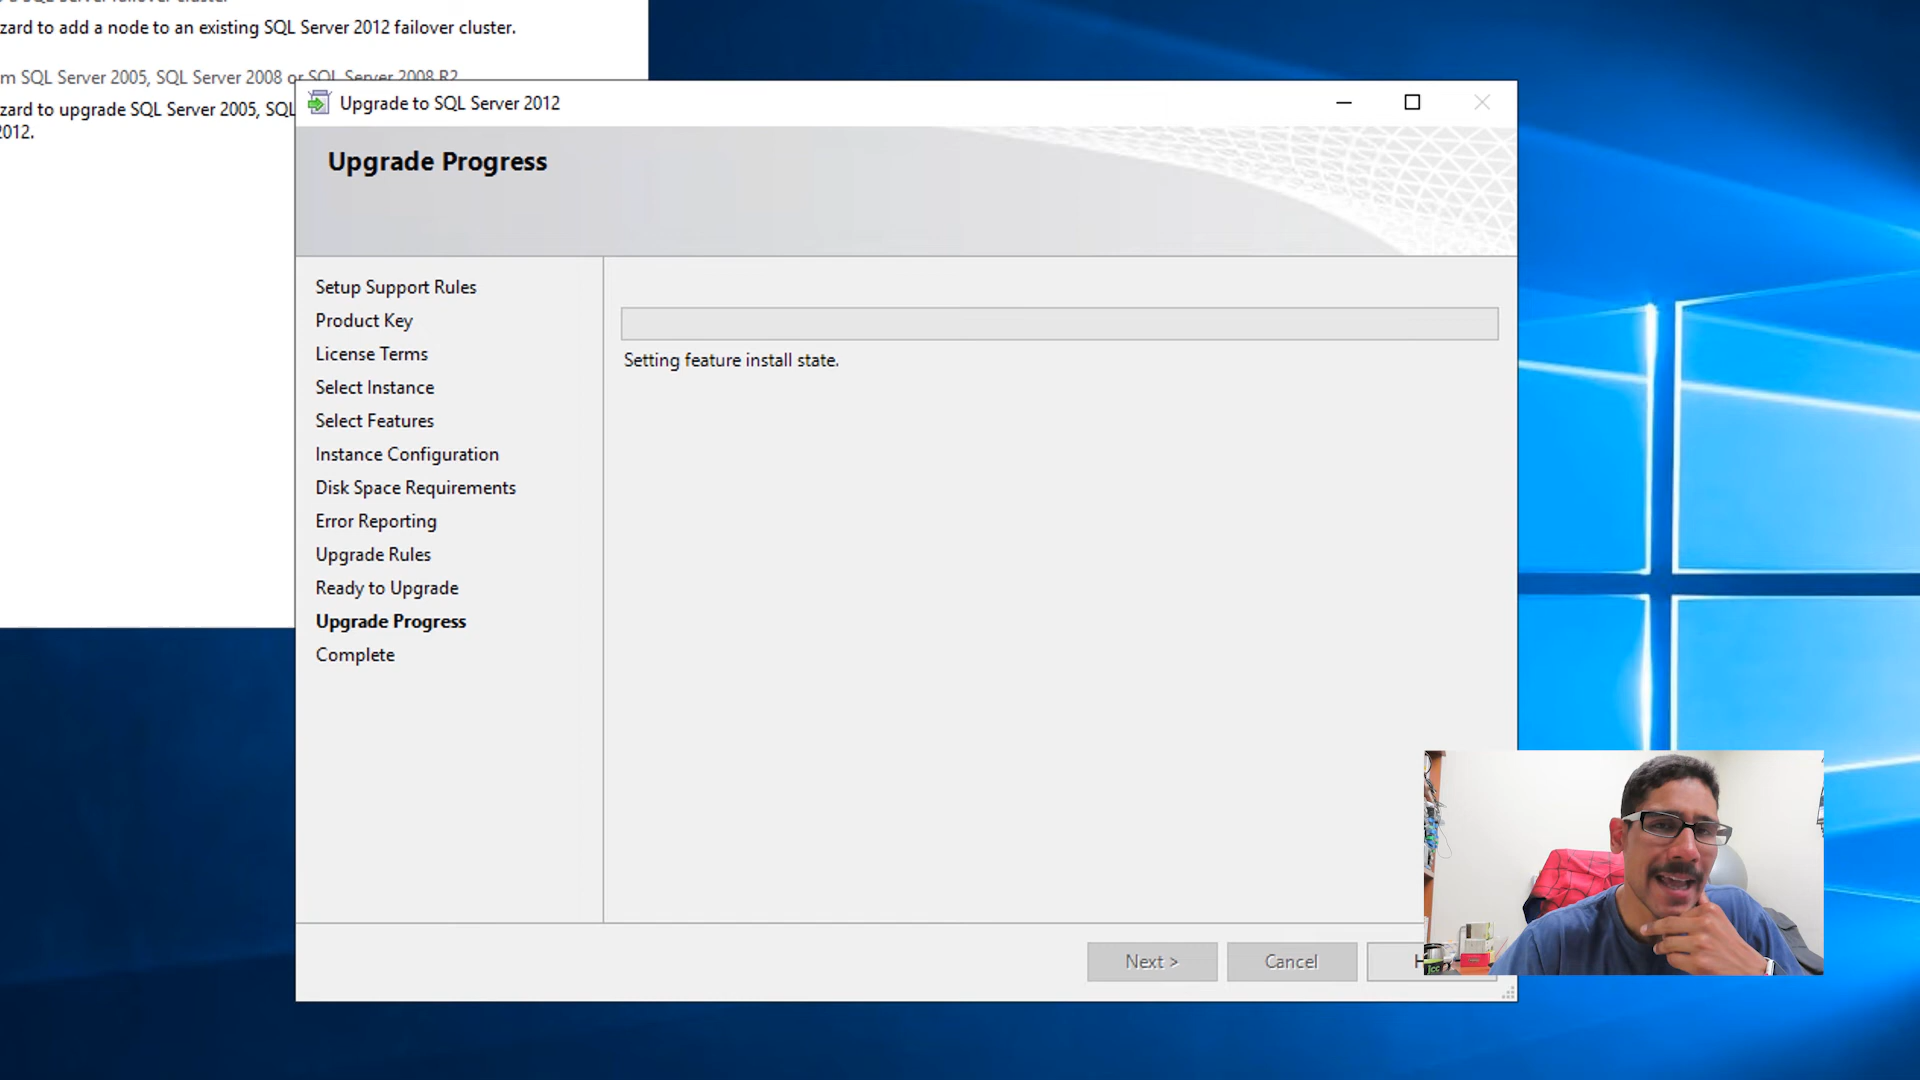 zard to add a node to an existing SQL Server 2012 failover cluster.
m SQL Server 2005, SQL Server 2008 or SQL Server 2008 R2
zard to upgrade SQL Server 2005, SQL
2012.
Upgrade to SQL Server 2012
Upgrade Progress
Setup Support Rules
Product Key
License Terms
Select Instance
Select Features
Instance Configuration
Disk Space Requirements
Error Reporting
Upgrade Rules
Ready to Upgrade
Upgrade Progress
Complete
Setting feature install state.
Next >
Cancel